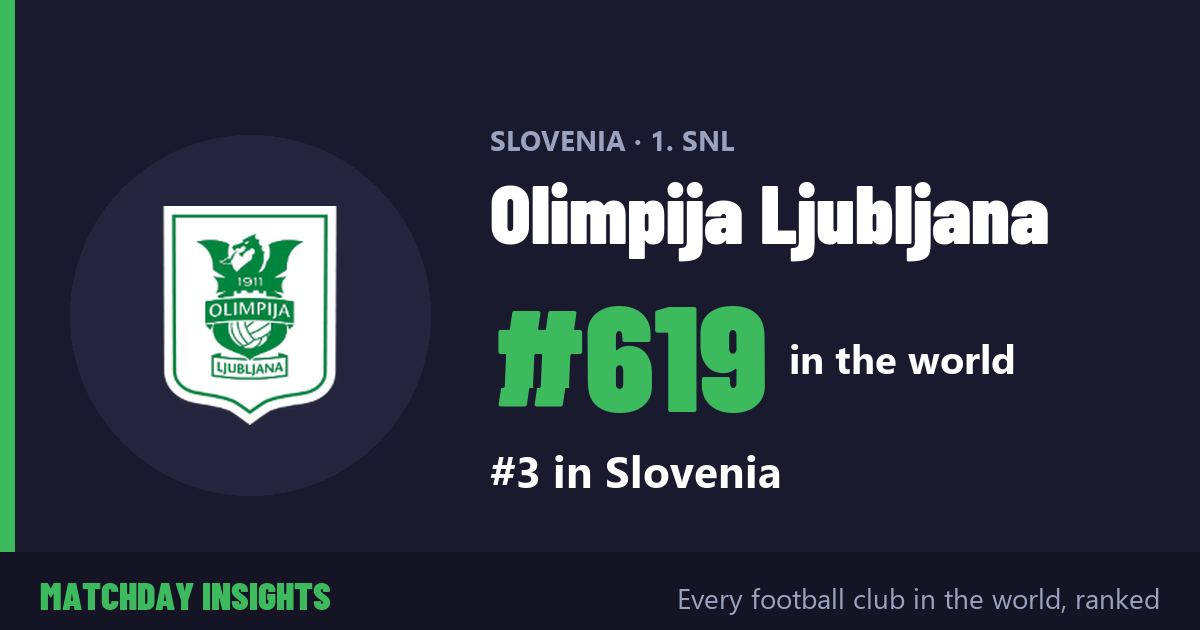 SLOVENIA · 1. SNL
Olimpija Ljubljana
#619 in the world
#3 in Slovenia
1911
OLIMPIJA
LJUBLJANA
MATCHDAY INSIGHTS
Every football club in the world, ranked